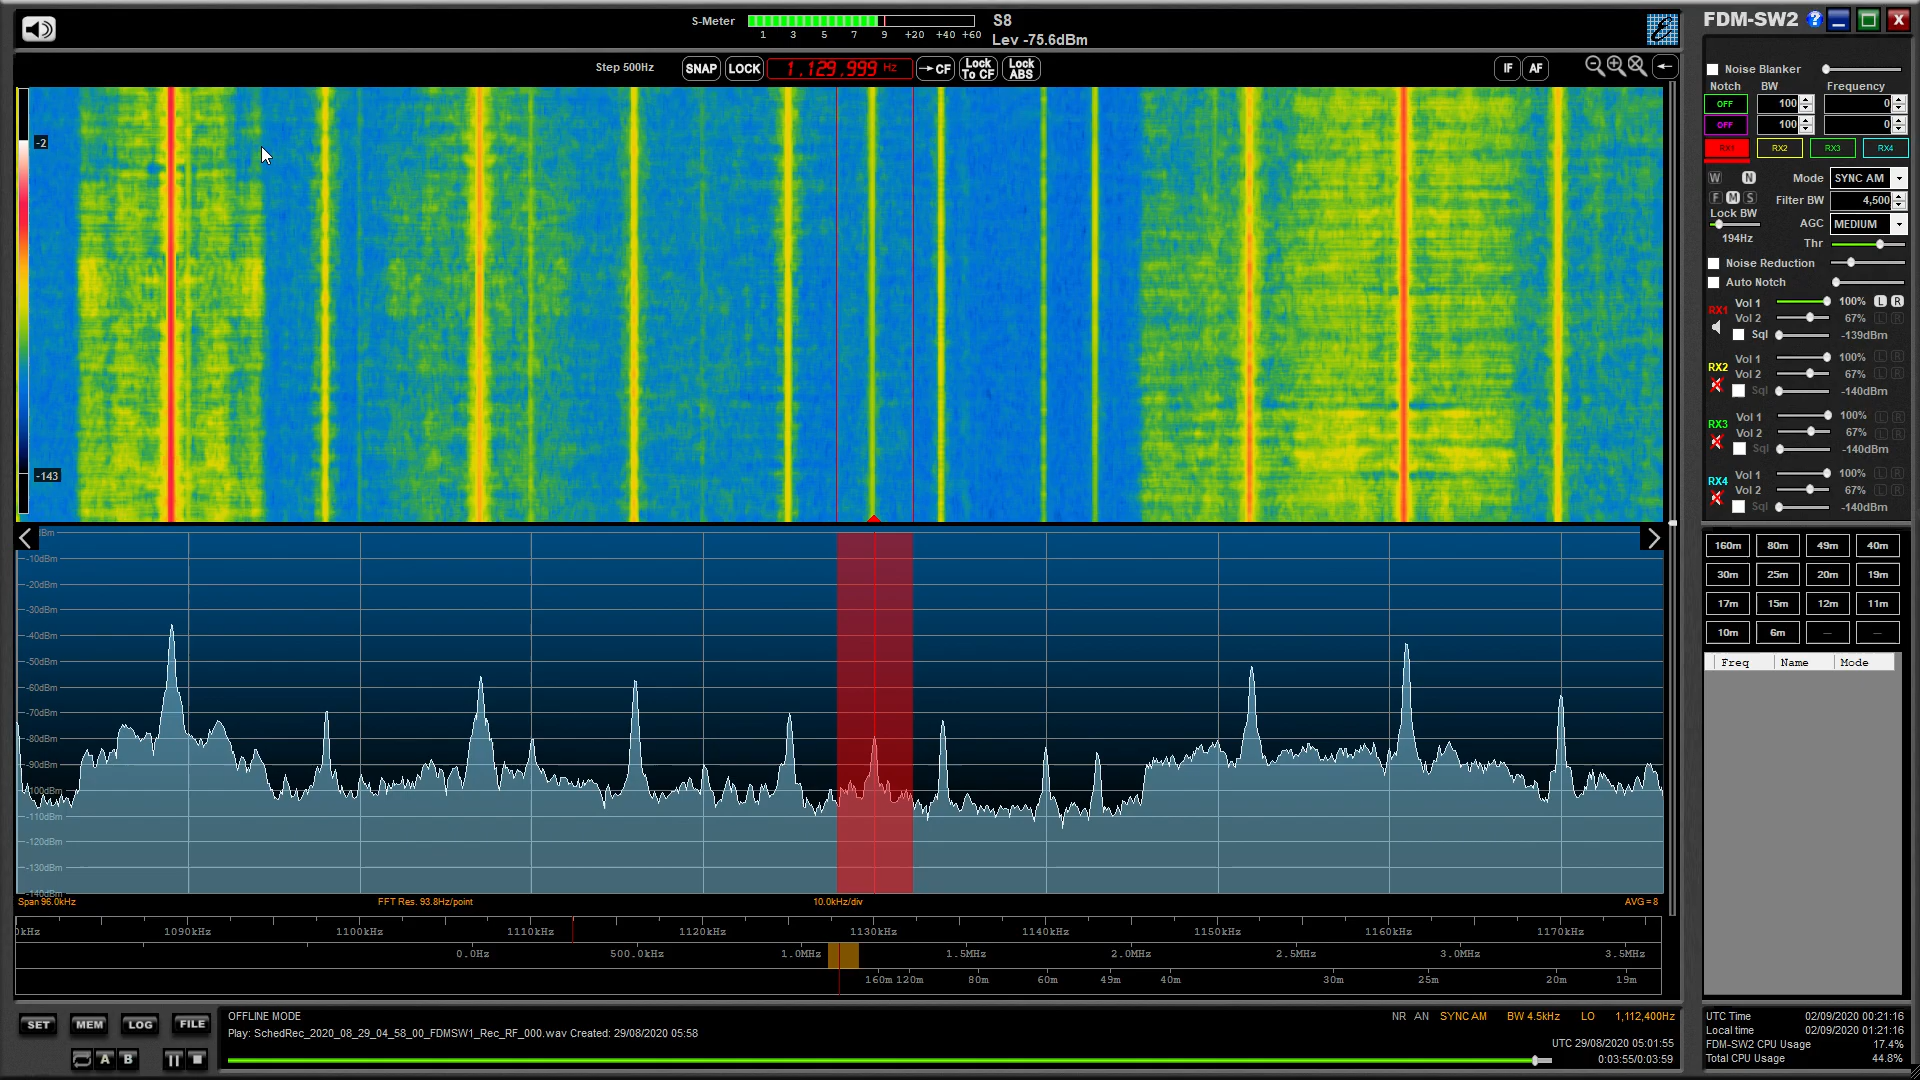 S-Meter
1 3 5 7 9 +20 +40 +60
S8
Lev -75.6dBm
FDM-SW2
Step 500Hz
SNAP
LOCK
1.129.999 Hz
→CF
Lock To CF
Lock ABS
IF
AF
-2
-143
Noise Blanker
Notch BW Frequency
OFF 100 0
OFF 100 0
RX1 RX2 RX3 RX4
W N
Mode SYNC AM
F M S
Filter BW 4,500
Lock BW
AGC MEDIUM
194Hz
Thr
Noise Reduction
Auto Notch
RX1 Vol 1 100% L R
Vol 2 67% L R
Sql -139dBm
RX2 Vol 1 100% L R
Vol 2 67% L R
Sql -140dBm
RX3 Vol 1 100% L R
Vol 2 67% L R
Sql -140dBm
RX4 Vol 1 100% L R
Vol 2 67% L R
Sql -140dBm
160m 80m 49m 40m
30m 25m 20m 19m
17m 15m 12m 11m
10m 6m — —
Freq Name Mode
-10dBm
-20dBm
-30dBm
-40dBm
-50dBm
-60dBm
-70dBm
-80dBm
-90dBm
-100dBm
-110dBm
-120dBm
-130dBm
-140dBm
Span 96.0kHz
FFT Res. 93.8Hz/point
10.0kHz/div
AVG = 8
1090kHz 1100kHz 1110kHz 1120kHz 1130kHz 1140kHz 1150kHz 1160kHz 1170kHz
0.0Hz 500.0kHz 1.0MHz 1.5MHz 2.0MHz 2.5MHz 3.0MHz 3.5MHz
160m 120m 80m 60m 49m 40m 30m 25m 20m 19m
SET MEM LOG FILE
A B
OFFLINE MODE
Play: SchedRec_2020_08_29_04_58_00_FDMSW1_Rec_RF_000.wav Created: 29/08/2020 05:58
NR AN SYNC AM BW 4.5kHz LO 1,112,400Hz
UTC 29/08/2020 05:01:55
0:03:55/0:03:59
UTC Time 02/09/2020 00:21:16
Local time 02/09/2020 01:21:16
FDM-SW2 CPU Usage 17.4%
Total CPU Usage 44.8%